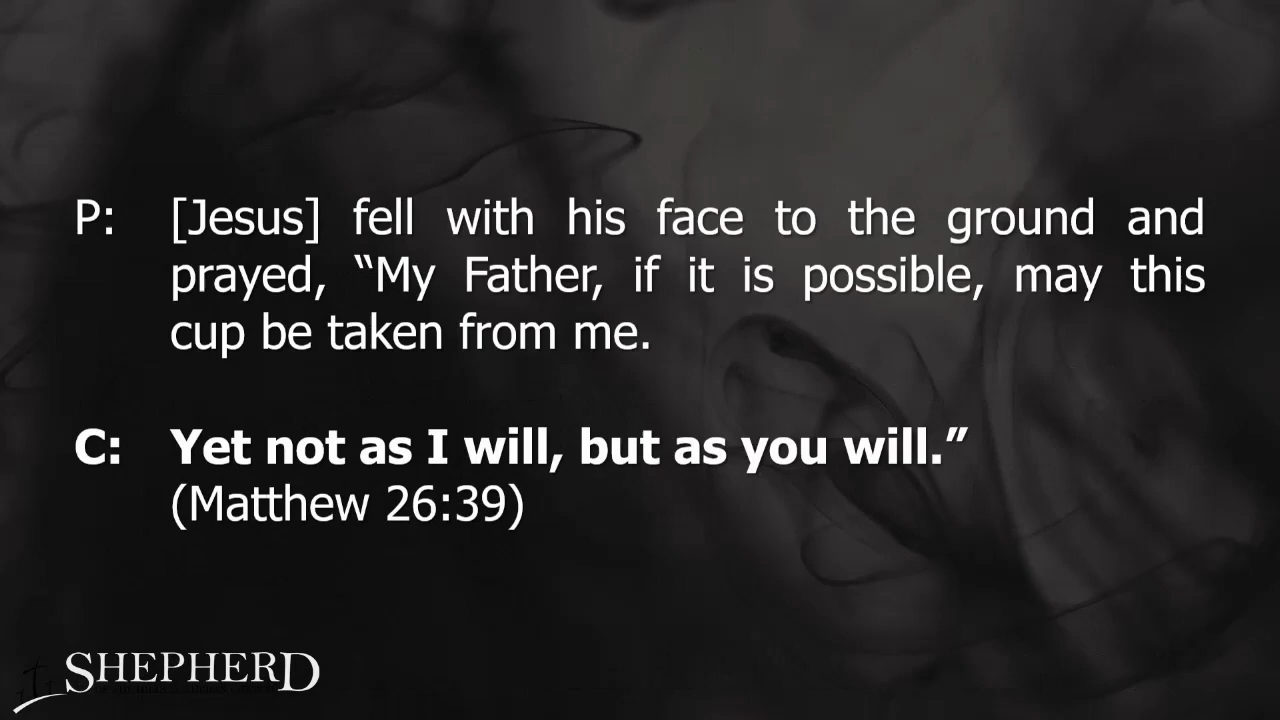 P: [Jesus] fell with his face to the ground and
prayed, “My Father, if it is possible, may this
cup be taken from me.
C: Yet not as I will, but as you will.”
(Matthew 26:39)
SHEPHERD